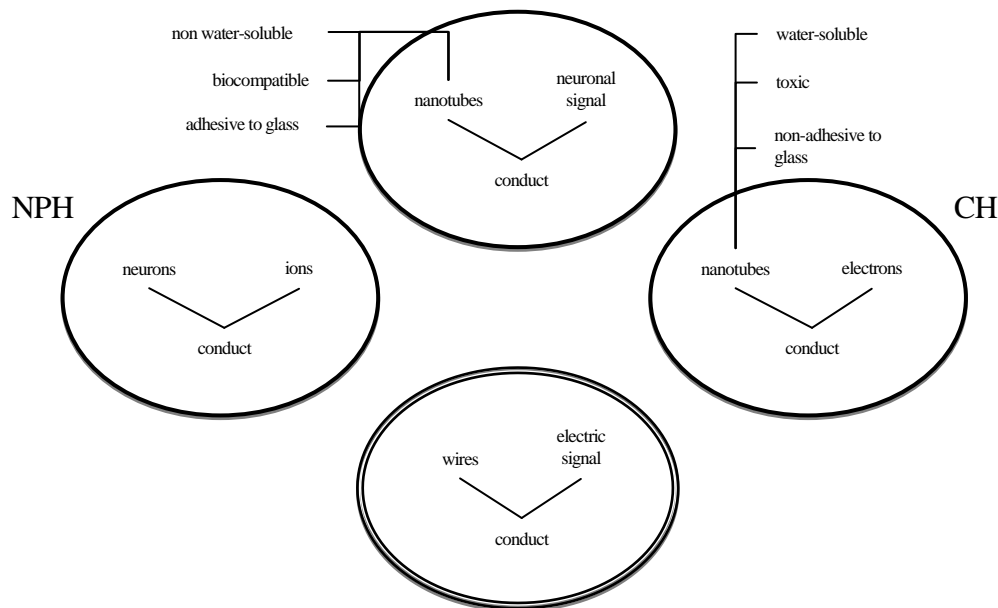 non water-soluble
biocompatible
adhesive to glass
nanotubes
neuronal
signal
conduct
water-soluble
toxic
non-adhesive to
glass
NPH
neurons
ions
conduct
CH
nanotubes
electrons
conduct
wires
electric
signal
conduct